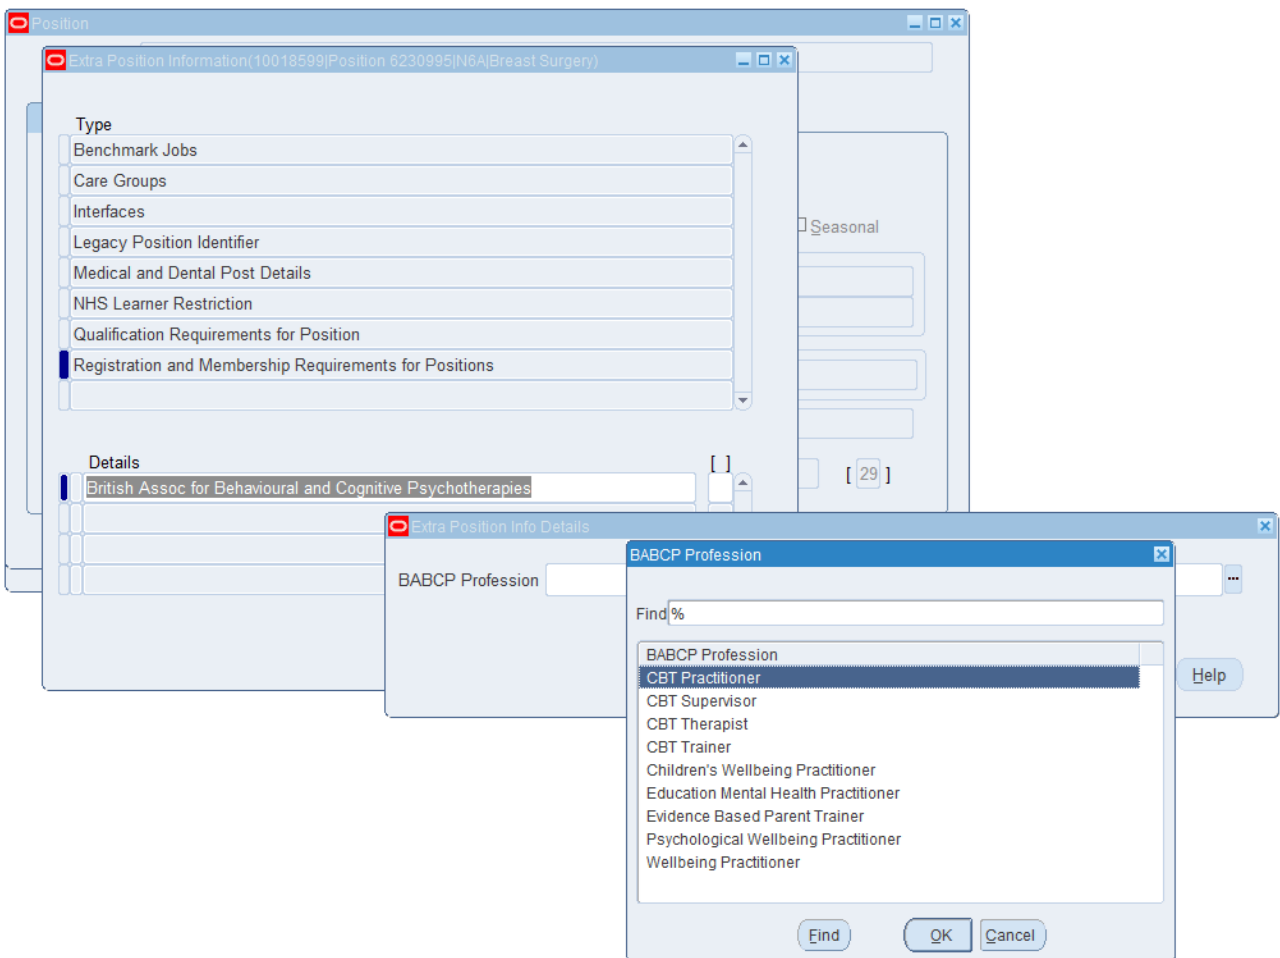 Position
Extra Position Information(10018599|Position 6230995|N6A|Breast Surgery)
Type
Benchmark Jobs
Care Groups
Interfaces
Legacy Position Identifier
Medical and Dental Post Details
NHS Learner Restriction
Qualification Requirements for Position
Registration and Membership Requirements for Positions
Seasonal
Details [ ]
British Assoc for Behavioural and Cognitive Psychotherapies
[ 29 ]
Extra Position Info Details
BABCP Profession
...
Help
BABCP Profession
Find %
BABCP Profession
CBT Practitioner
CBT Supervisor
CBT Therapist
CBT Trainer
Children's Wellbeing Practitioner
Education Mental Health Practitioner
Evidence Based Parent Trainer
Psychological Wellbeing Practitioner
Wellbeing Practitioner
Find OK Cancel